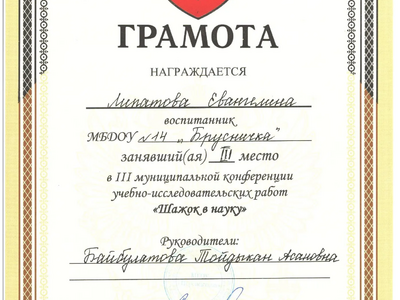 ГРАМОТА
НАГРАЖДАЕТСЯ
Липатова Евангелина
воспитанник
МБДОУ №14 „Брусничка"
занявший(ая) III место
в III муниципальной конференции
учебно-исследовательских работ
«Шажок в науку»
Руководители:
Байбулатова Тойдыкан Асановна